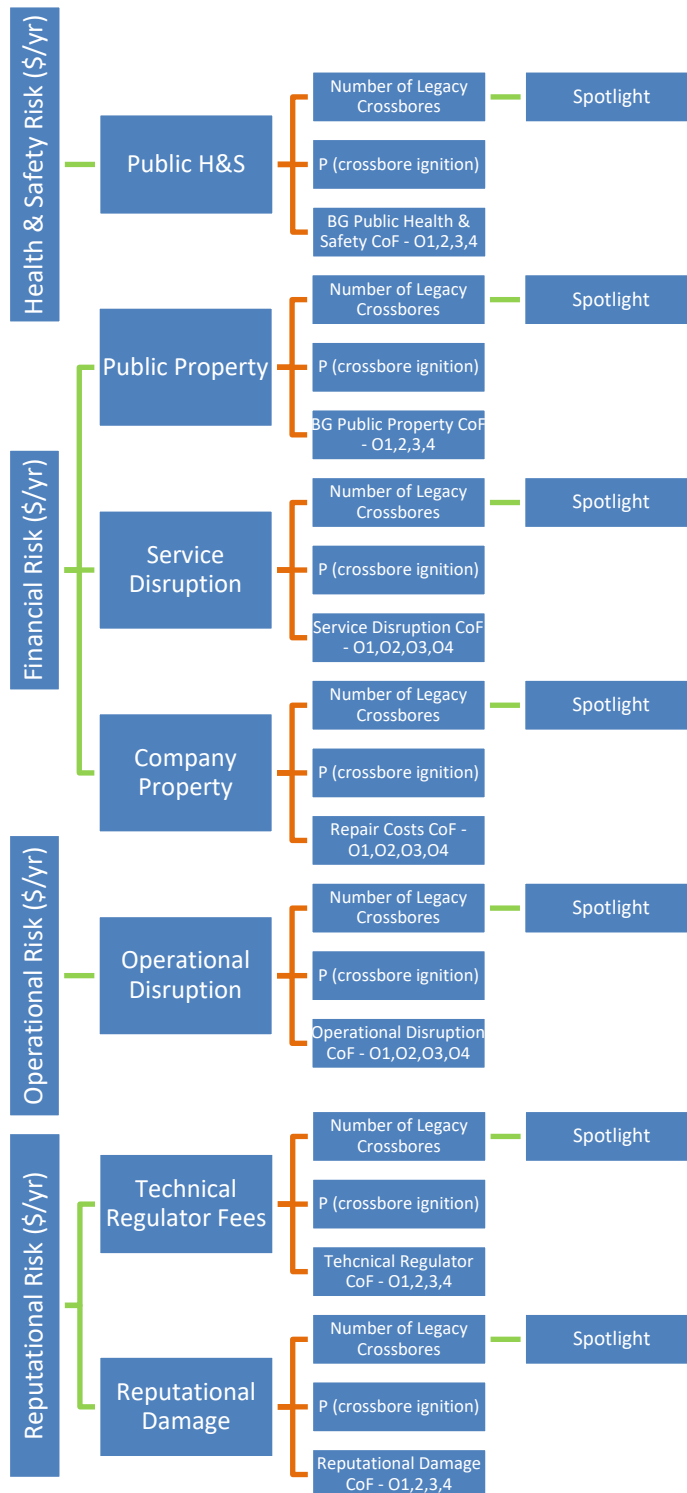 Health & Safety Risk ($/yr)
Public H&S
Number of Legacy
Crossbores
Spotlight
P (crossbore ignition)
BG Public Health &
Safety CoF - O1,2,3,4
Financial Risk ($/yr)
Public Property
Number of Legacy
Crossbores
Spotlight
P (crossbore ignition)
BG Public Property CoF
- O1,2,3,4
Service
Disruption
Number of Legacy
Crossbores
Spotlight
P (crossbore ignition)
Service Disruption CoF
- O1,O2,O3,O4
Company
Property
Number of Legacy
Crossbores
Spotlight
P (crossbore ignition)
Repair Costs CoF -
O1,O2,O3,O4
Operational Risk ($/yr)
Operational
Disruption
Number of Legacy
Crossbores
Spotlight
P (crossbore ignition)
Operational Disruption
CoF - O1,O2,O3,O4
Reputational Risk ($/yr)
Technical
Regulator Fees
Number of Legacy
Crossbores
Spotlight
P (crossbore ignition)
Tehcnical Regulator
CoF - O1,2,3,4
Reputational
Damage
Number of Legacy
Crossbores
Spotlight
P (crossbore ignition)
Reputational Damage
CoF - O1,2,3,4